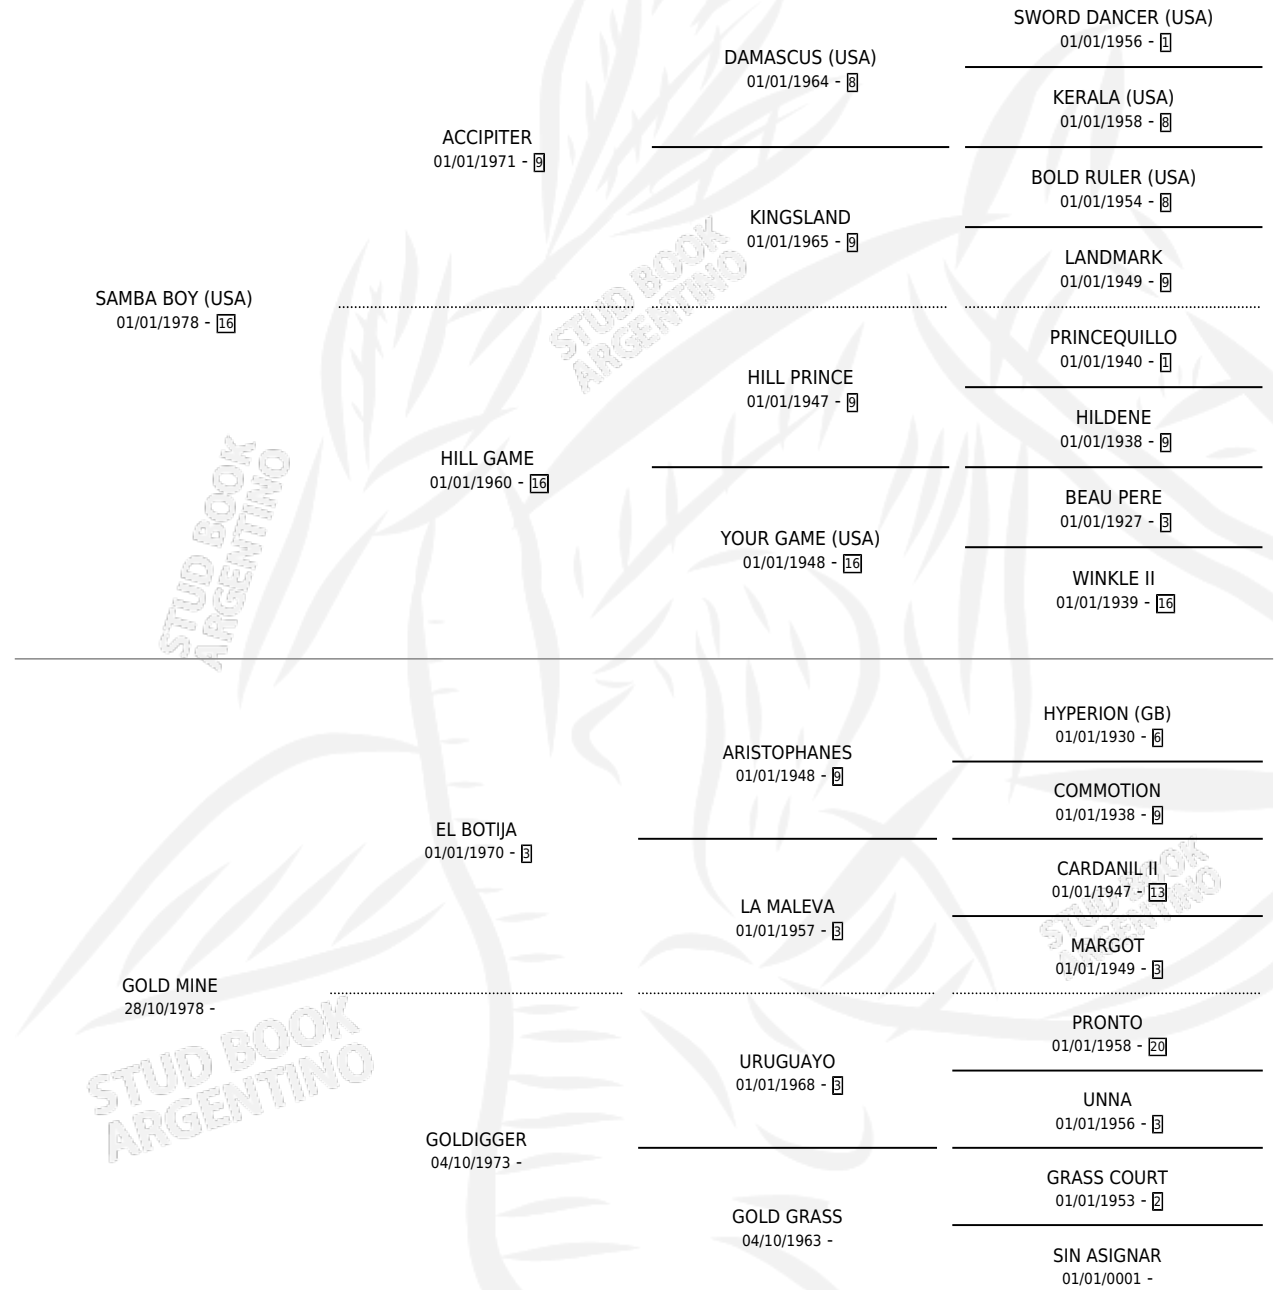 SWORD DANCER (USA)
01/01/1956 - 1
DAMASCUS (USA)
01/01/1964 - 8
KERALA (USA)
01/01/1958 - 8
ACCIPITER
01/01/1971 - 9
BOLD RULER (USA)
01/01/1954 - 8
KINGSLAND
01/01/1965 - 9
LANDMARK
01/01/1949 - 9
SAMBA BOY (USA)
01/01/1978 - 16
PRINCEQUILLO
01/01/1940 - 1
HILL PRINCE
01/01/1947 - 9
HILDENE
01/01/1938 - 9
HILL GAME
01/01/1960 - 16
BEAU PERE
01/01/1927 - 3
YOUR GAME (USA)
01/01/1948 - 16
WINKLE II
01/01/1939 - 16
HYPERION (GB)
01/01/1930 - 6
ARISTOPHANES
01/01/1948 - 9
COMMOTION
01/01/1938 - 9
EL BOTIJA
01/01/1970 - 3
CARDANIL II
01/01/1947 - 13
LA MALEVA
01/01/1957 - 3
MARGOT
01/01/1949 - 3
GOLD MINE
28/10/1978 -
PRONTO
01/01/1958 - 20
URUGUAYO
01/01/1968 - 3
UNNA
01/01/1956 - 3
GOLDIGGER
04/10/1973 -
GRASS COURT
01/01/1953 - 2
GOLD GRASS
04/10/1963 -
SIN ASIGNAR
01/01/0001 -
STUD BOOK
ARGENTINO
STUD BOOK
ARGENTINO
STUD BOOK
ARGENTINO
STUD BOOK
ARGENTINO